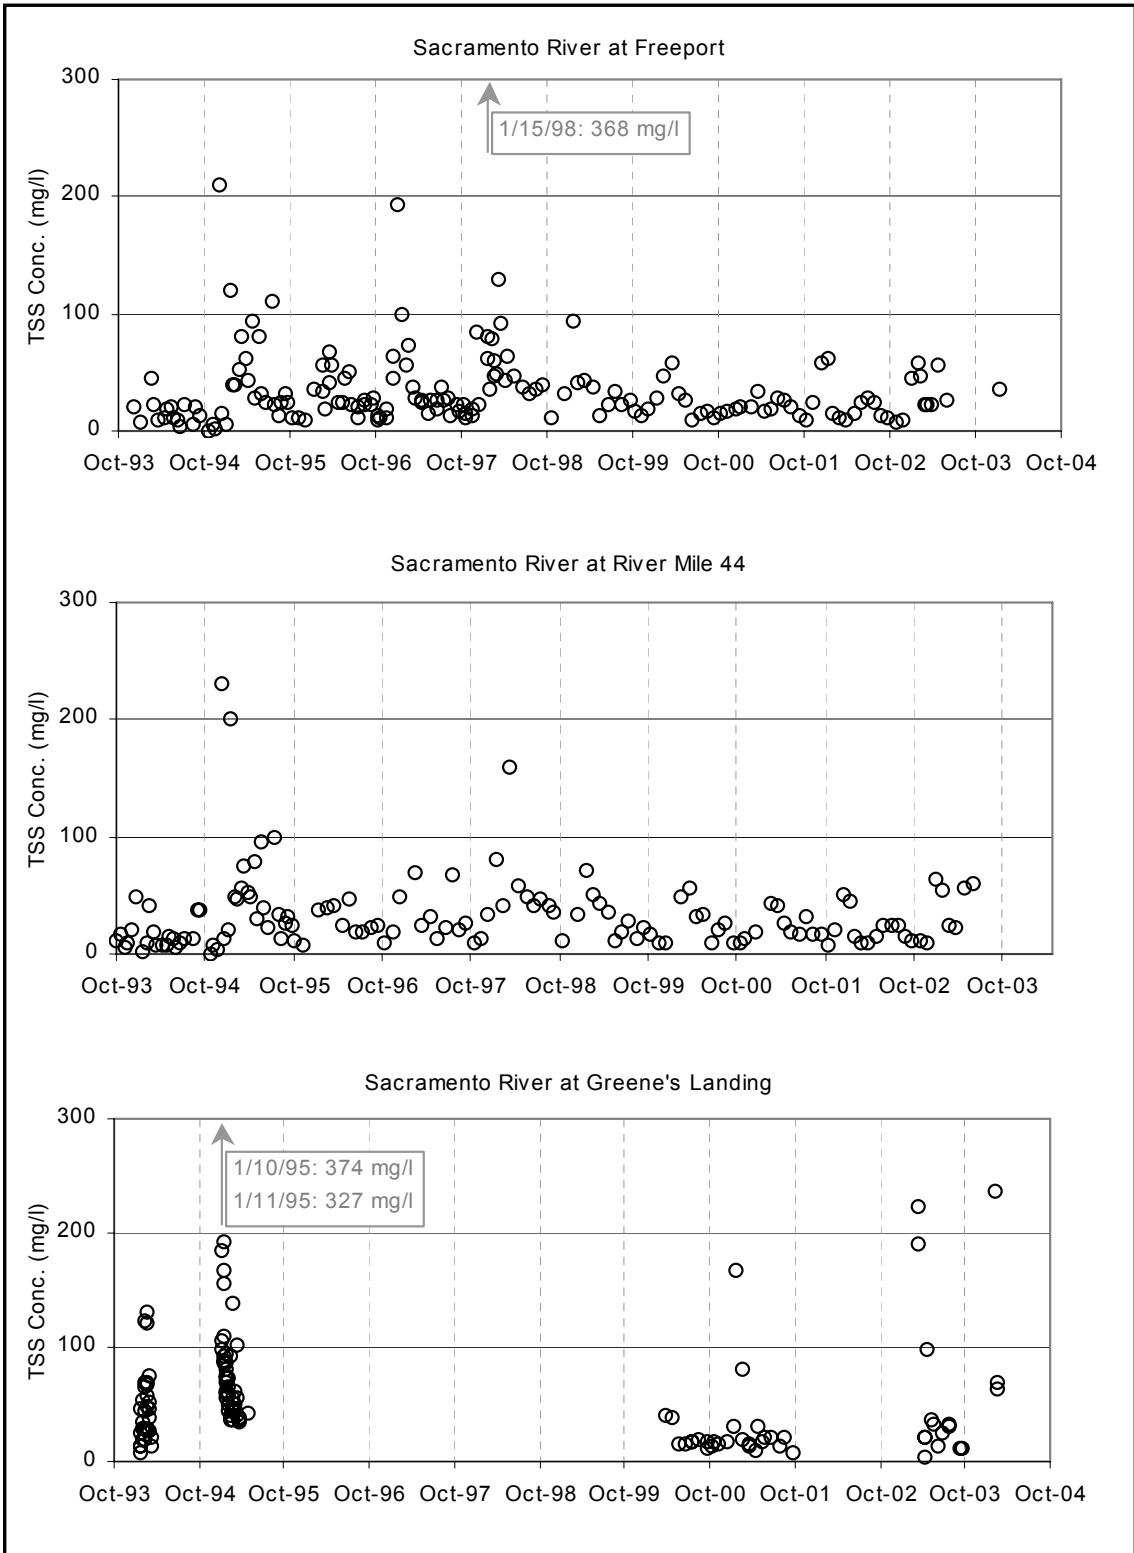 Sacramento River at Freeport
300
1/15/98: 368 mg/l
200
TSS Conc. (mg/l)
100
0
Oct-93 Oct-94 Oct-95 Oct-96 Oct-97 Oct-98 Oct-99 Oct-00 Oct-01 Oct-02 Oct-03 Oct-04
Sacramento River at River Mile 44
300
200
TSS Conc. (mg/l)
100
0
Oct-93 Oct-94 Oct-95 Oct-96 Oct-97 Oct-98 Oct-99 Oct-00 Oct-01 Oct-02 Oct-03
Sacramento River at Greene's Landing
300
1/10/95: 374 mg/l
1/11/95: 327 mg/l
200
TSS Conc. (mg/l)
100
0
Oct-93 Oct-94 Oct-95 Oct-96 Oct-97 Oct-98 Oct-99 Oct-00 Oct-01 Oct-02 Oct-03 Oct-04